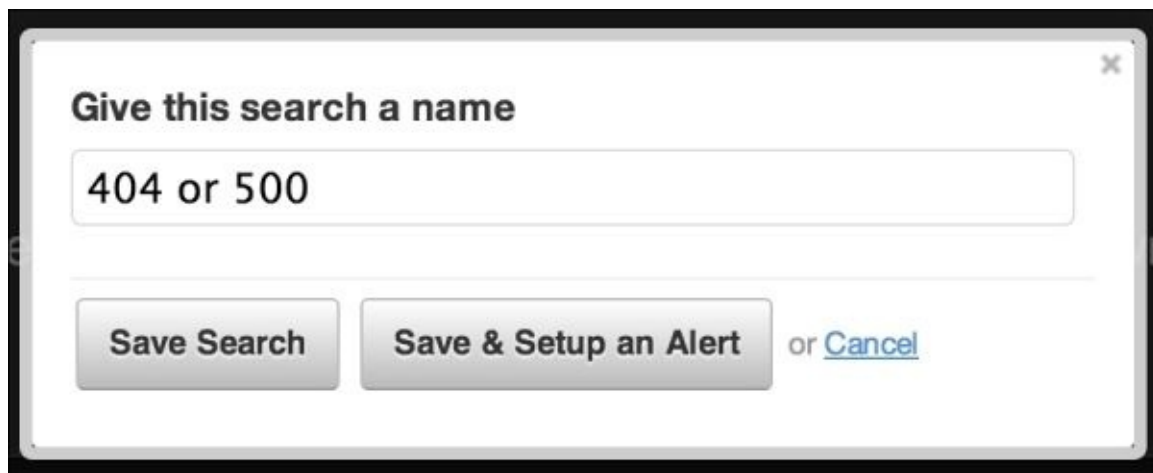 Give this search a name
404 or 500
Save Search Save & Setup an Alert or Cancel